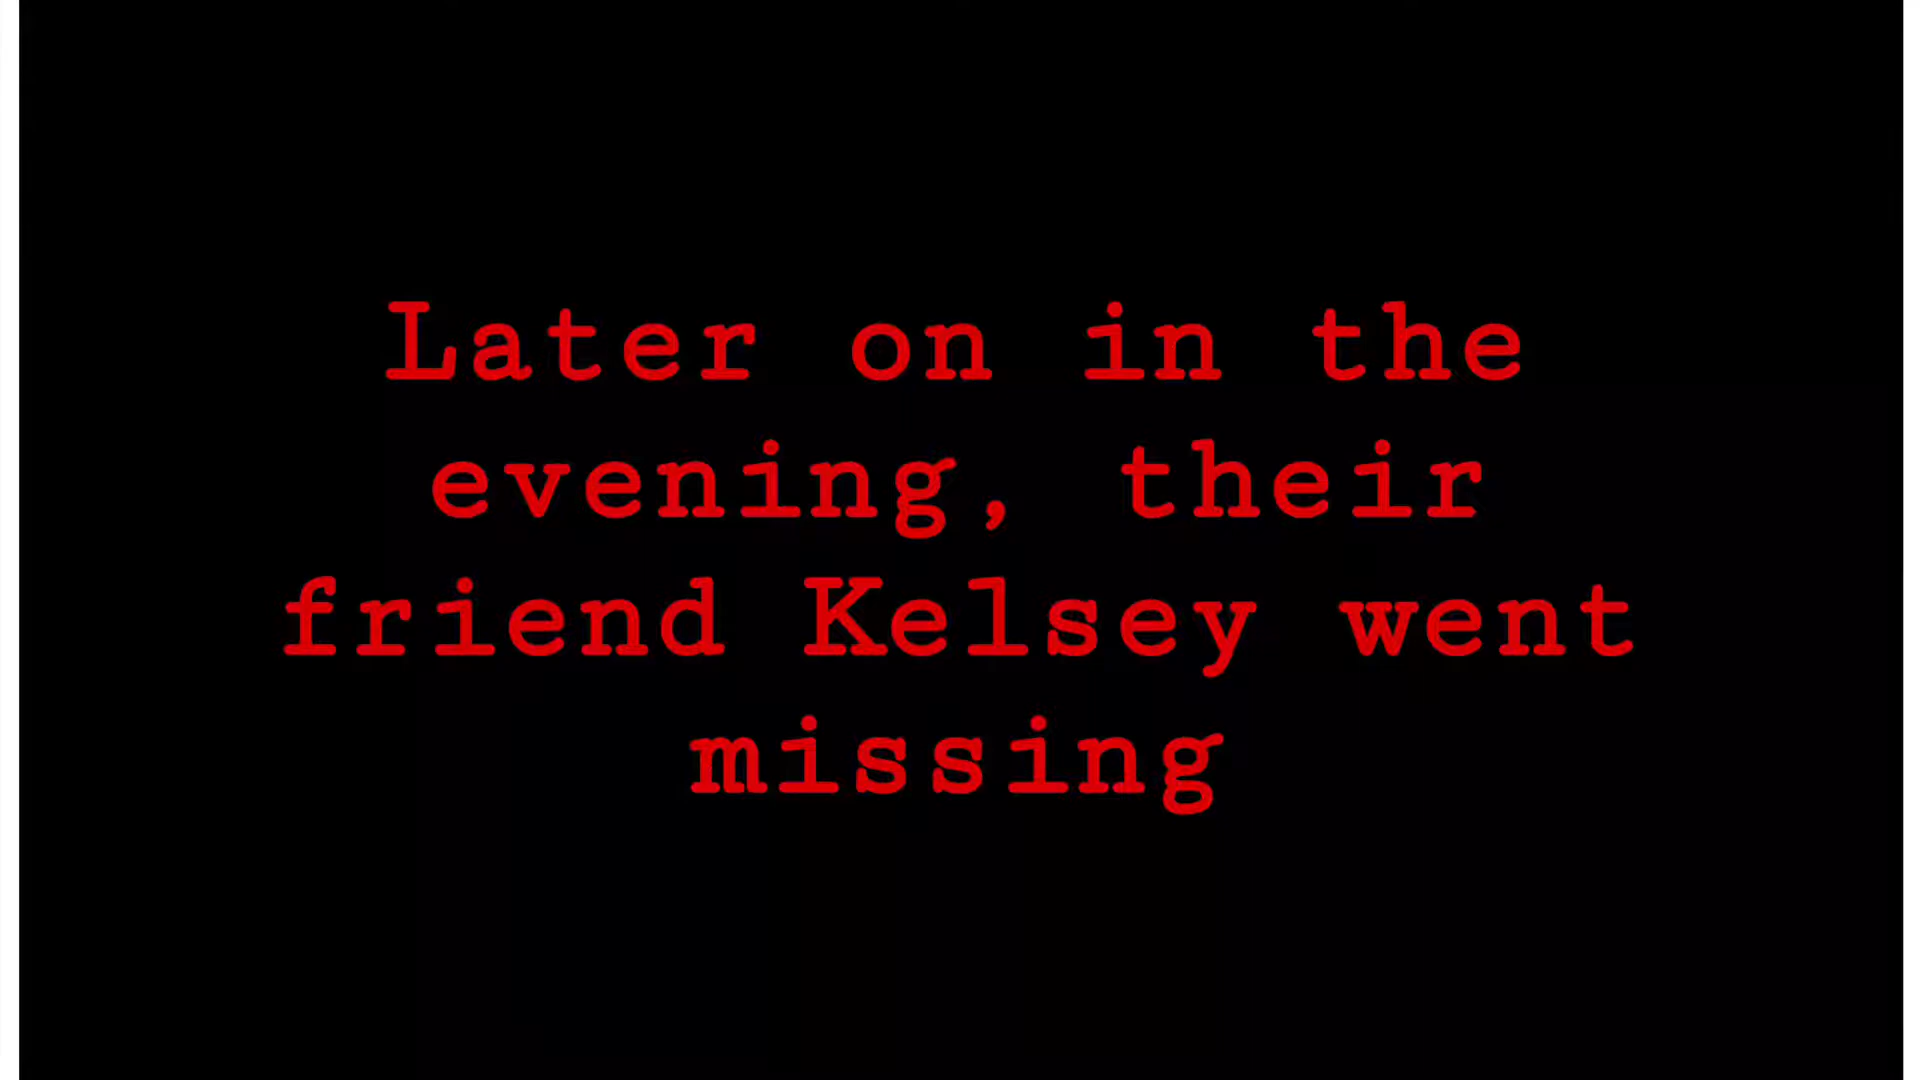 Later on in the
evening, their
friend Kelsey went
missing